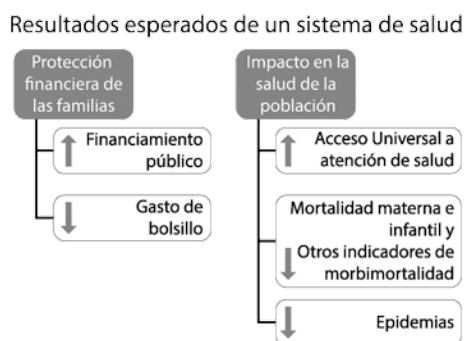 Resultados esperados de un sistema de salud
Protección
financiera de
las familias
Financiamiento
público
Gasto de
bolsillo
Impacto en la
salud de la
población
Acceso Universal a
atención de salud
Mortalidad materna e
infantil y
Otros indicadores de
morbimortalidad
Epidemias